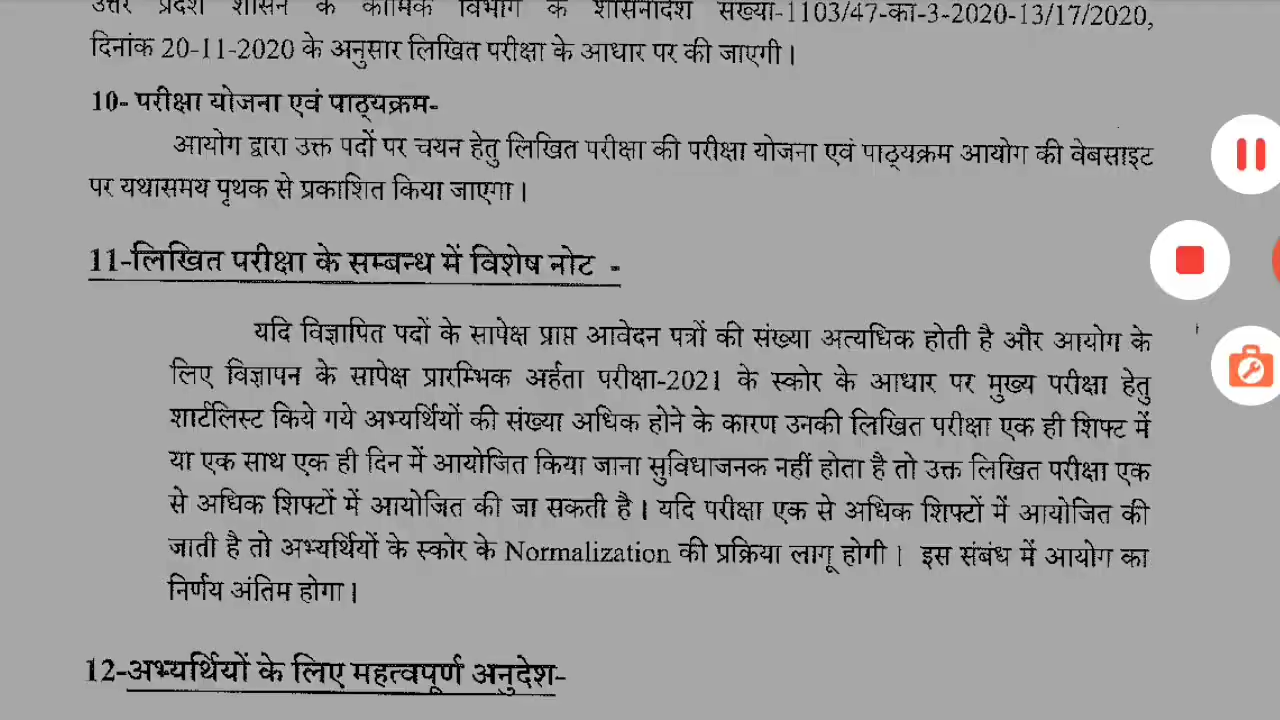 उत्तर प्रदेश शासन के कार्मिक विभाग के शासनादेश संख्या-1103/47-का-3-2020-13/17/2020,
दिनांक 20-11-2020 के अनुसार लिखित परीक्षा के आधार पर की जाएगी।
10- परीक्षा योजना एवं पाठ्यक्रम-
आयोग द्वारा उक्त पदों पर चयन हेतु लिखित परीक्षा की परीक्षा योजना एवं पाठ्यक्रम आयोग की वेबसाइट
पर यथासमय पृथक से प्रकाशित किया जाएगा।
11-लिखित परीक्षा के सम्बन्ध में विशेष नोट -
यदि विज्ञापित पदों के सापेक्ष प्राप्त आवेदन पत्रों की संख्या अत्यधिक होती है और आयोग के
लिए विज्ञापन के सापेक्ष प्रारम्भिक अर्हता परीक्षा-2021 के स्कोर के आधार पर मुख्य परीक्षा हेतु
शार्टलिस्ट किये गये अभ्यर्थियों की संख्या अधिक होने के कारण उनकी लिखित परीक्षा एक ही शिफ्ट में
या एक साथ एक ही दिन में आयोजित किया जाना सुविधाजनक नहीं होता है तो उक्त लिखित परीक्षा एक
से अधिक शिफ्टों में आयोजित की जा सकती है। यदि परीक्षा एक से अधिक शिफ्टों में आयोजित की
जाती है तो अभ्यर्थियों के स्कोर के Normalization की प्रक्रिया लागू होगी। इस संबंध में आयोग का
निर्णय अंतिम होगा।
12-अभ्यर्थियों के लिए महत्वपूर्ण अनुदेश-